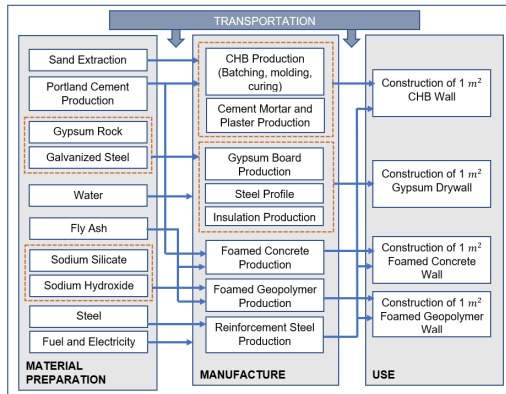 TRANSPORTATION
Sand Extraction
Portland Cement
Production
Gypsum Rock
Galvanized Steel
Water
Fly Ash
Sodium Silicate
Sodium Hydroxide
Steel
Fuel and Electricity
MATERIAL
PREPARATION
CHB Production
(Batching, molding,
curing)
Cement Mortar and
Plaster Production
Gypsum Board
Production
Steel Profile
Insulation Production
Foamed Concrete
Production
Foamed Geopolymer
Production
Reinforcement Steel
Production
MANUFACTURE
Construction of 1 m²
CHB Wall
Construction of 1 m²
Gypsum Drywall
Construction of 1 m²
Foamed Concrete
Wall
Construction of 1 m²
Foamed Geopolymer
Wall
USE